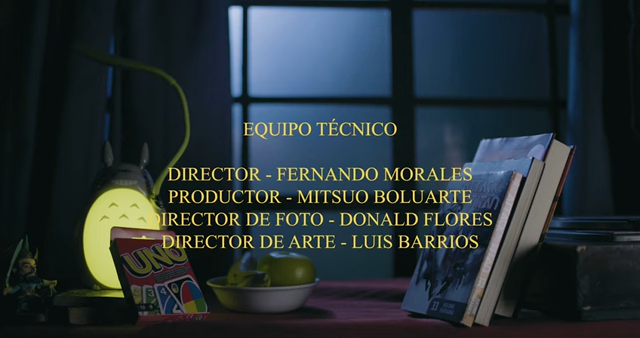 EQUIPO TÉCNICO
DIRECTOR - FERNANDO MORALES
PRODUCTOR - MITSUO BOLUARTE
DIRECTOR DE FOTO - DONALD FLORES
DIRECTOR DE ARTE - LUIS BARRIOS
UNO